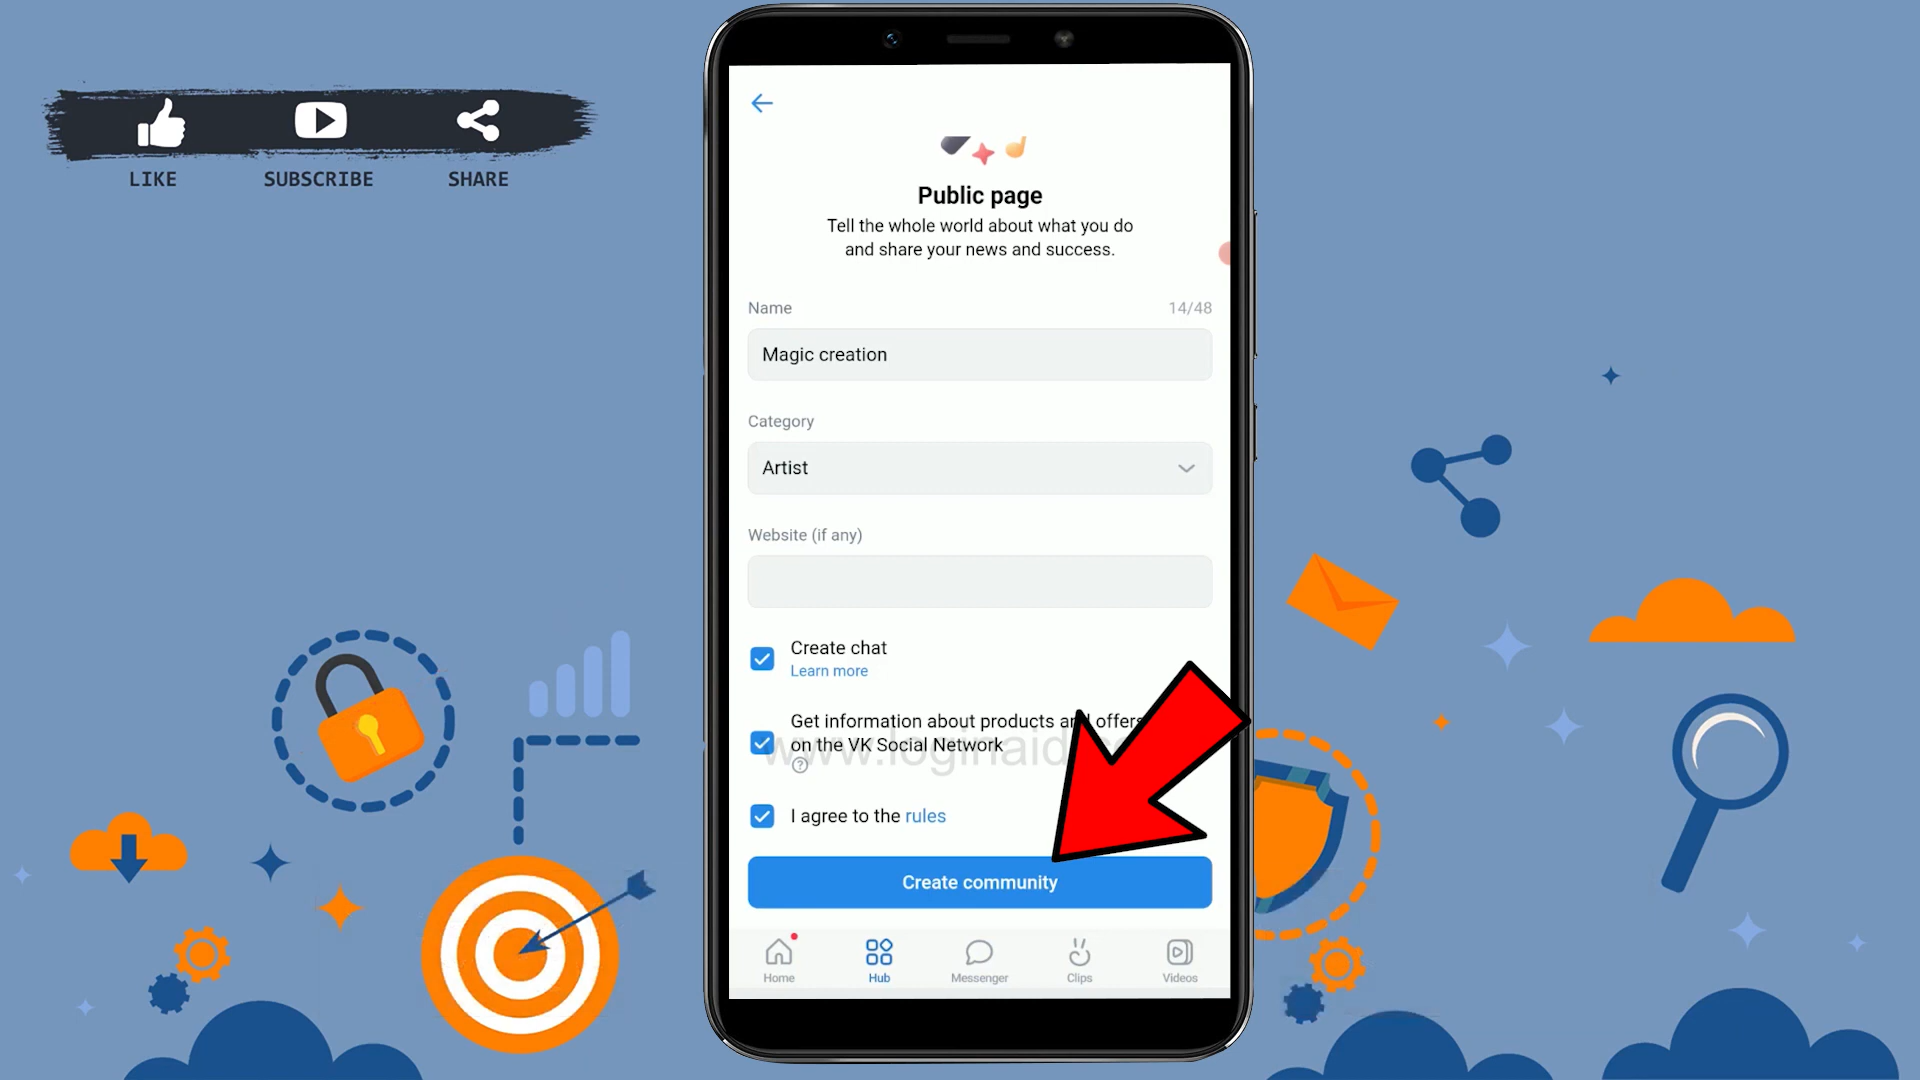 LIKE
SUBSCRIBE
SHARE
Public page
Tell the whole world about what you do
and share your news and success.
Name
14/48
Magic creation
Category
Artist
Website (if any)
Create chat
Learn more
Get information about products and offers
on the VK Social Network
?
www.loginaid.c
I agree to the rules
Create community
Home
Hub
Messenger
Clips
Videos